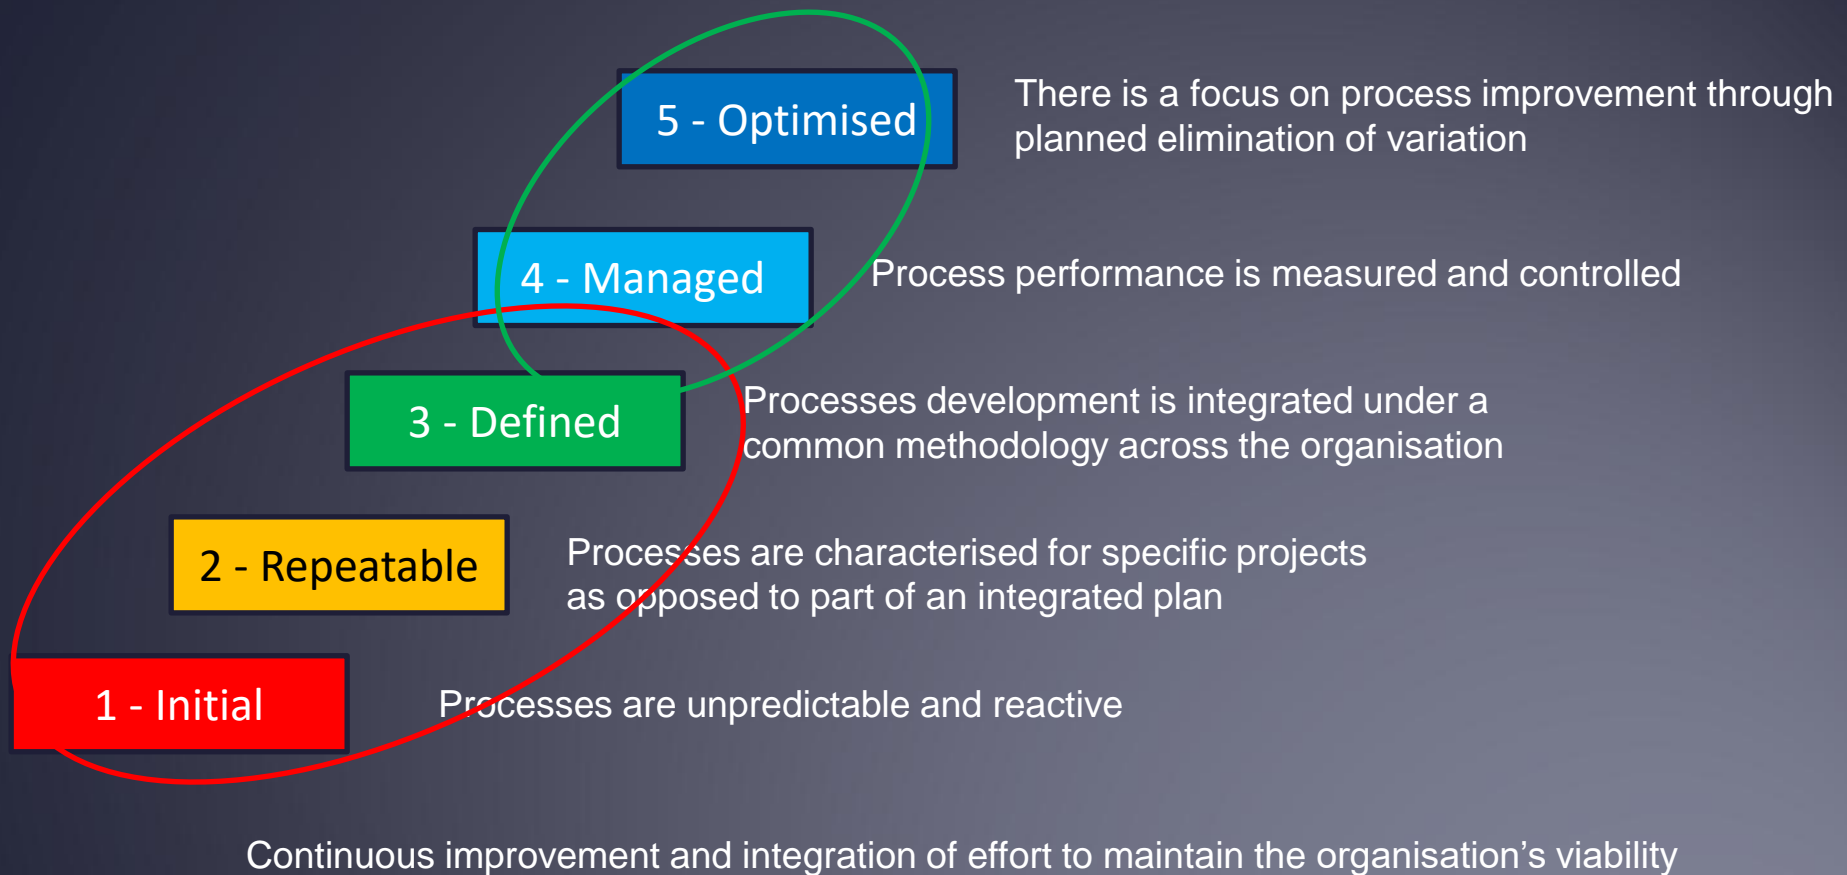 5 - Optimised
There is a focus on process improvement through
planned elimination of variation
4 - Managed
Process performance is measured and controlled
3 - Defined
Processes development is integrated under a
common methodology across the organisation
2 - Repeatable
Processes are characterised for specific projects
as opposed to part of an integrated plan
1 - Initial
Processes are unpredictable and reactive
Continuous improvement and integration of effort to maintain the organisation’s viability